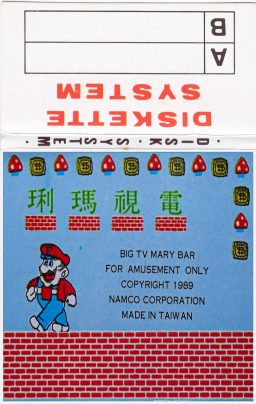 A
B
DISKETTE
SYSTEM
·DISK·SYSTEM·
琍瑪視電
BIG TV MARY BAR
FOR AMUSEMENT ONLY
COPYRIGHT 1989
NAMCO CORPORATION
MADE IN TAIWAN